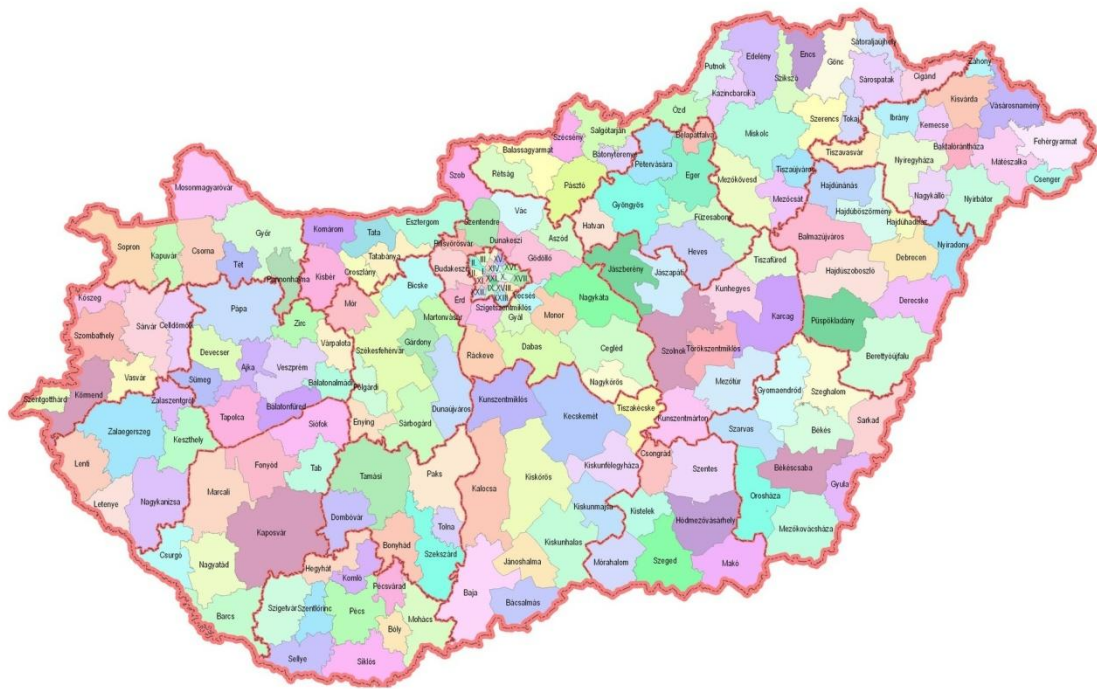 Sátoraljaújhely
Encs
Edelény
Gönc
Putnok
Szikszó
Záhony
Sárospatak
Cigánd
Kazincbarcika
Kisvárda
Vásárosnamény
Ózd
Szerencs
Tokaj
Ibrány
Kemecse
Szécsény
Salgótarján
Miskolc
Fehérgyarmat
Balassagyarmat
Bátonyterenye
Bélapátfalva
Tiszavasvár
Baktalórántháza
Mátészalka
Nyíregyháza
Rétság
Pétervására
Szob
Pásztó
Eger
Mezőkövesd
Tiszaújváros
Csenger
Mosonmagyaróvár
Hajdúnánás
Nagykálló
Nyírbátor
Mezőcsát
Vác
Gyöngyös
Hajdúböszörmény
Füzesabony
Hajdúhadház
Szentendre
Esztergom
Hatvan
Győr
Komárom
Tata
Aszód
Balmazújváros
Sopron
Csorna
Dunakeszi
Nyíradony
Pilisvörösvár
Heves
Kapuvár
Tatabánya
Gödöllő
Debrecen
Tét
Tiszafüred
Oroszlány
Budakeszi
Jászberény
Jászapáti
Hajdúszoboszló
Kisbér
Pannonhalma
Bicske
Kőszeg
Kunhegyes
Derecske
Mór
Érd
Nagykáta
Pápa
Szigetszentmiklós
Vecsés
Karcag
Püspökladány
Sárvár
Celldömölk
Martonvásár
Gyál
Monor
Zirc
Szombathely
Gárdony
Székesfehérvár
Várpalota
Szolnok
Törökszentmiklós
Devecser
Dabas
Cegléd
Ráckeve
Berettyóújfalu
Ajka
Veszprém
Vasvár
Sümeg
Mezőtúr
Szeghalom
Polgárdi
Balatonalmádi
Nagykőrös
Gyomaendrőd
Körmend
Szentgotthárd
Zalaszentgrót
Kunszentmiklós
Balatonfüred
Tapolca
Dunaújváros
Kecskemét
Tiszakécske
Kunszentmárton
Sarkad
Enying
Sárbogárd
Siófok
Zalaegerszeg
Szarvas
Békés
Keszthely
Csongrád
Szentes
Lenti
Fonyód
Tab
Paks
Kiskunfélegyháza
Békéscsaba
Tamási
Kiskőrös
Gyula
Marcali
Letenye
Nagykanizsa
Kalocsa
Orosháza
Kiskunmajsa
Kistelek
Hódmezővásárhely
Mezőkovácsháza
Dombóvár
Tolna
Kaposvár
Kiskunhalas
Bonyhád
Szekszárd
Csurgó
Jánoshalma
Mórahalom
Szeged
Makó
Nagyatád
Hegyhát
Komló
Pécsvárad
Baja
Barcs
Szigetvár
Szentlőrinc
Pécs
Mohács
Bácsalmás
Bóly
Sellye
Siklós